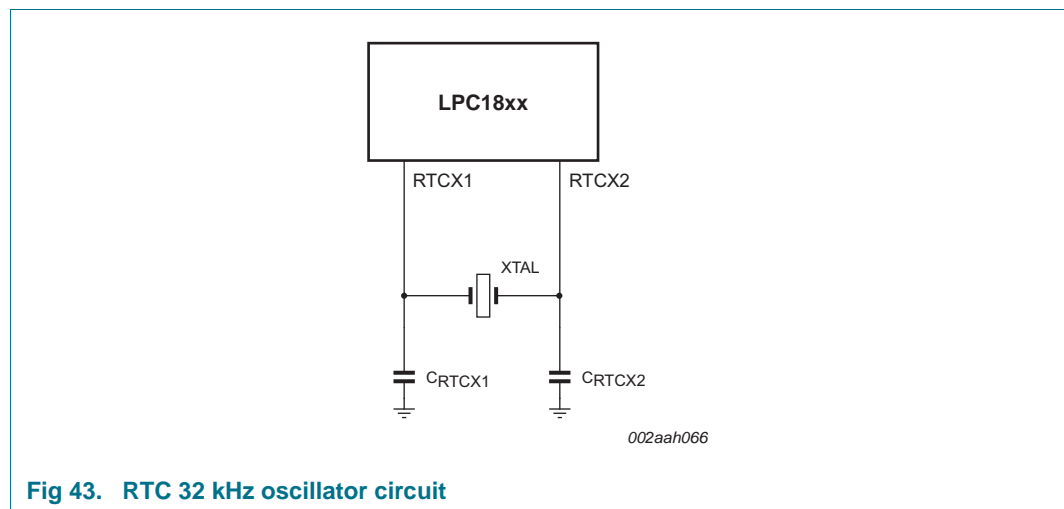 LPC18xx
RTCX1 RTCX2
XTAL
CRTCX1 CRTCX2
002aah066
Fig 43. RTC 32 kHz oscillator circuit